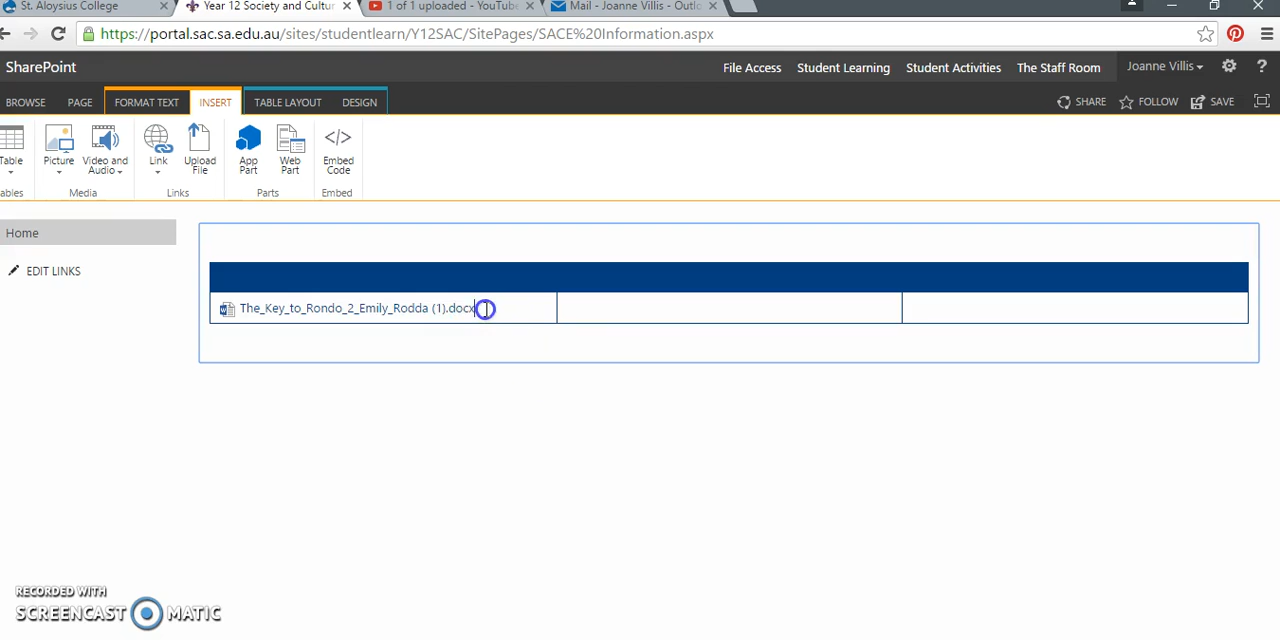 St. Aloysius College
Year 12 Society and Cultur
1 of 1 uploaded - YouTube
Mail - Joanne Villis - Outlo
https://portal.sac.sa.edu.au/sites/studentlearn/Y12SAC/SitePages/SACE%20Information.aspx
SharePoint
File Access
Student Learning
Student Activities
The Staff Room
Joanne Villis
BROWSE
PAGE
FORMAT TEXT
INSERT
TABLE LAYOUT
DESIGN
SHARE
FOLLOW
SAVE
Table
Picture
Video and
Audio
Link
Upload
File
App
Part
Web
Part
Embed
Code
ables
Media
Links
Parts
Embed
Home
EDIT LINKS
The_Key_to_Rondo_2_Emily_Rodda (1).docx
RECORDED WITH
SCREENCAST MATIC